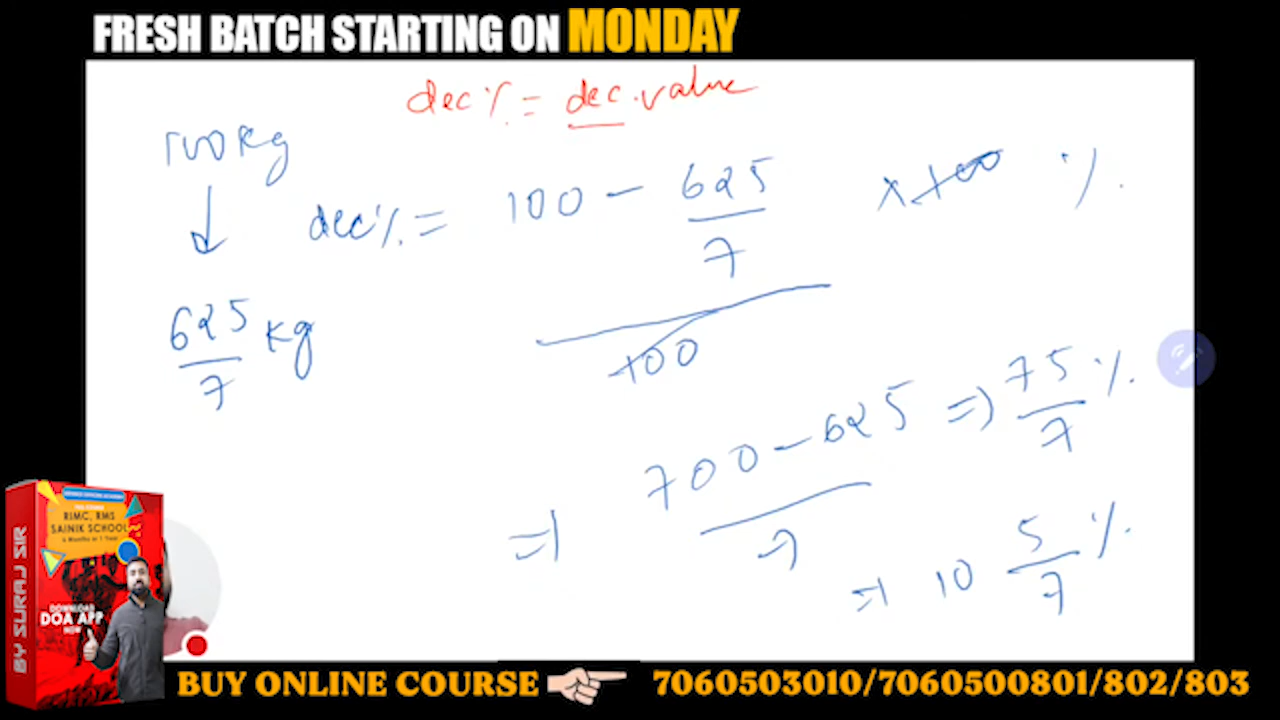 FRESH BATCH STARTING ON MONDAY
dec% = dec. value
100 kg
dec% = 100 - 625/7 / 100 × 100 %
625/7 kg
⇒ 700 - 625 / 7 ⇒ 75/7 %
⇒ 10 5/7 %
RIMC, RMS
SAINIK SCHOOL
BY SURAJ SIR
DOWNLOAD
DOA APP
NOW
BUY ONLINE COURSE 7060503010/7060500801/802/803